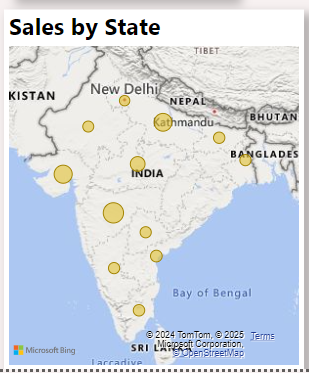 Sales by State
TIBET
KISTAN
New Delhi
NEPAL
Kathmandu
BHUTAN
BANGLADES
INDIA
Bay of Bengal
© 2024 TomTom, © 2025
Microsoft Corporation,
© OpenStreetMap
Terms
Microsoft Bing
SRI LANKA
Laccadive